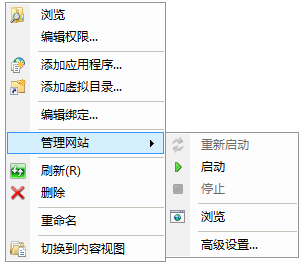 浏览
编辑权限...
添加应用程序...
添加虚拟目录...
编辑绑定...
管理网站
刷新(R)
删除
重命名
切换到内容视图
重新启动
启动
停止
浏览
高级设置...